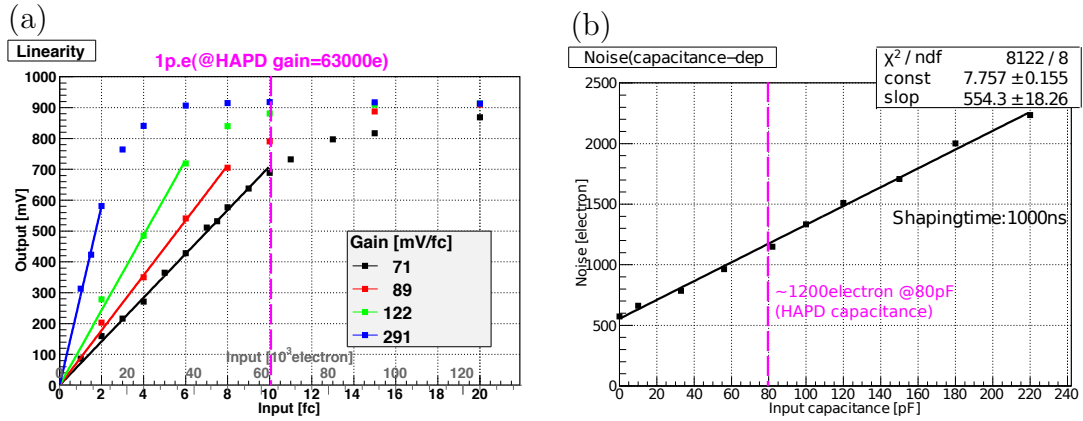 (a)
Linearity
1p.e(@HAPD gain=63000e)
Output [mV]
1000
900
800
700
600
500
400
300
200
100
0
Gain [mV/fc]
71
89
122
291
Input [10³electron]
0 20 40 60 80 100 120
0 2 4 6 8 10 12 14 16 18 20
Input [fc]
(b)
Noise(capacitance−dep
χ² / ndf 8122 / 8
const 7.757 ± 0.155
slop 554.3 ± 18.26
Noise [electron]
2500
2000
1500
1000
500
0
Shapingtime:1000ns
~1200electron @80pF
(HAPD capacitance)
0 20 40 60 80 100 120 140 160 180 200 220 240
Input capacitance [pF]